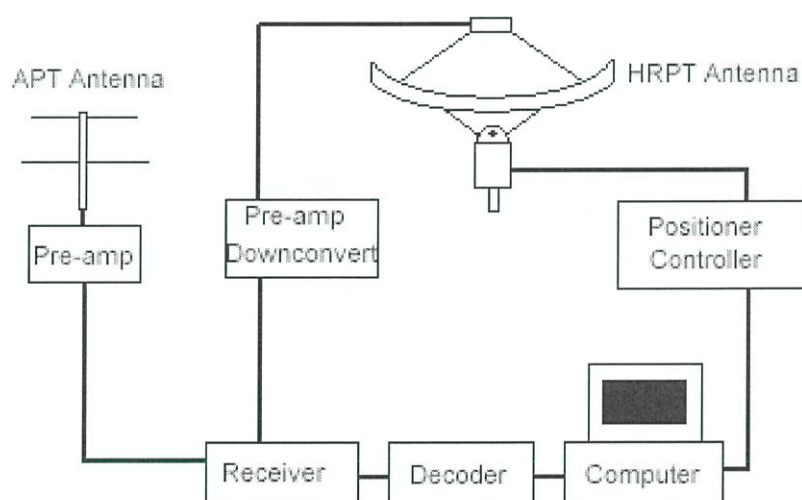 APT Antenna
HRPT Antenna
Pre-amp
Pre-amp
Downconvert
Positioner
Controller
Receiver
Decoder
Computer